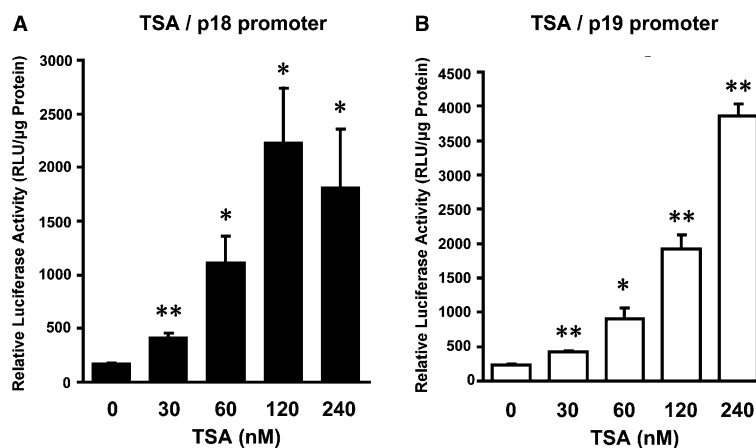 A
TSA / p18 promoter
Relative Luciferase Activity (RLU/μg Protein)
3000
2500
2000
1500
1000
500
0
**
*
*
*
0 30 60 120 240
TSA (nM)
B
TSA / p19 promoter
Relative Luciferase Activity (RLU/μg Protein)
4500
4000
3500
3000
2500
2000
1500
1000
500
0
**
*
**
**
0 30 60 120 240
TSA (nM)